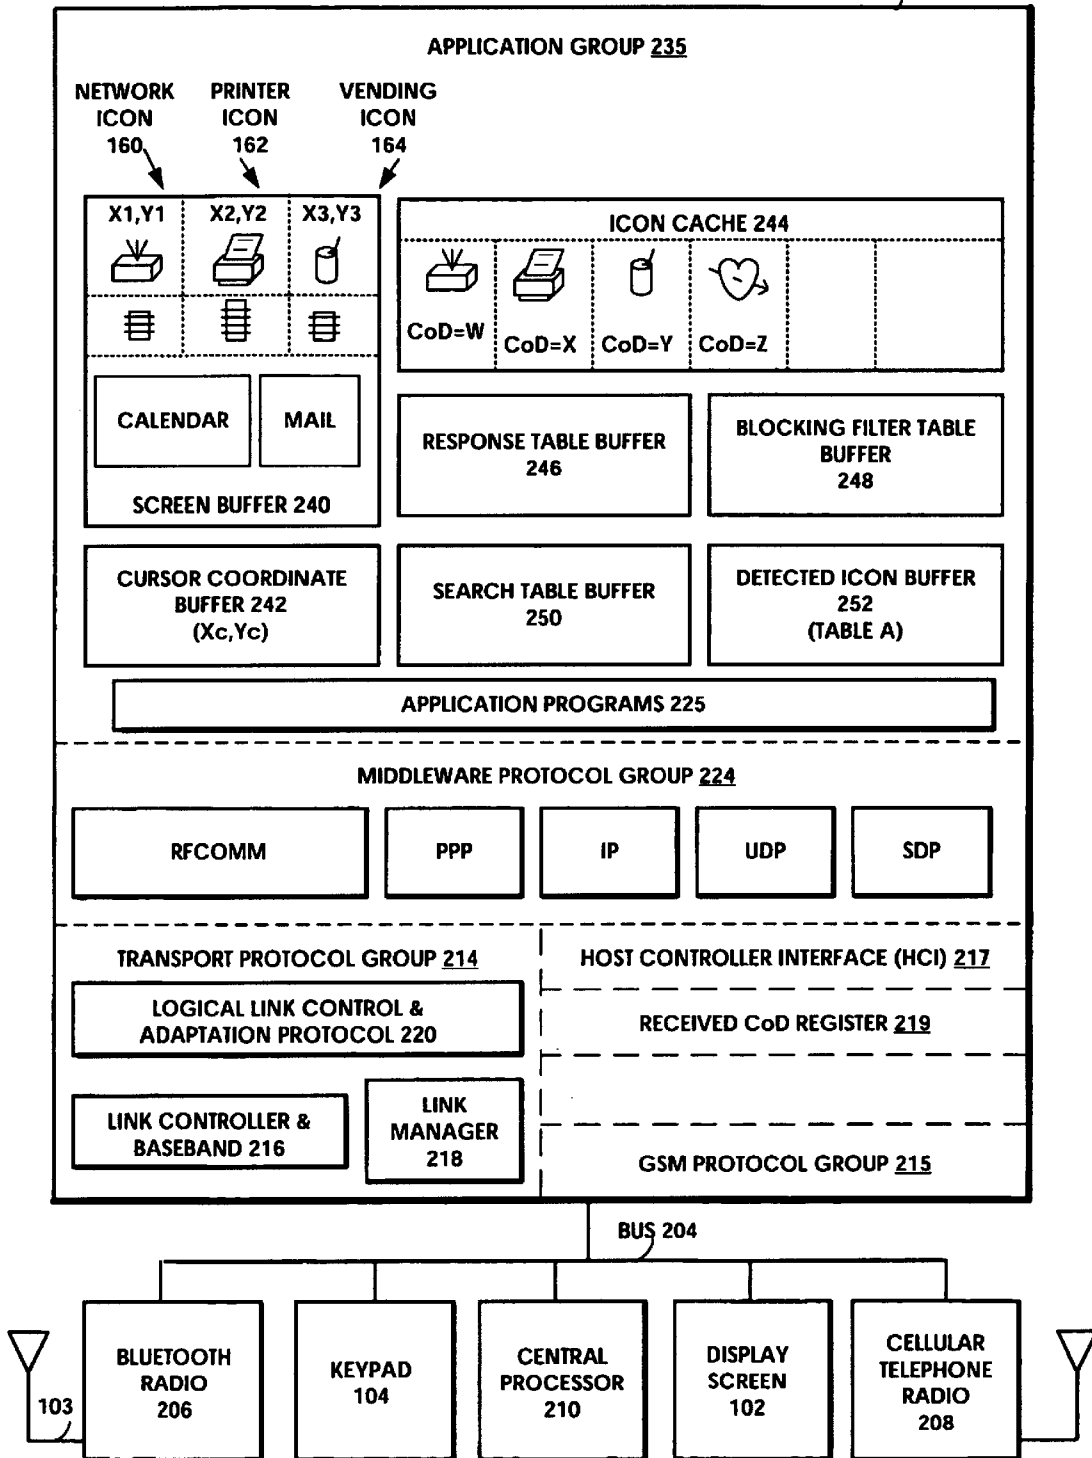 APPLICATION GROUP 235
NETWORK
ICON
160
PRINTER
ICON
162
VENDING
ICON
164
X1,Y1
X2,Y2
X3,Y3
CALENDAR
MAIL
SCREEN BUFFER 240
ICON CACHE 244
CoD=W
CoD=X
CoD=Y
CoD=Z
RESPONSE TABLE BUFFER
246
BLOCKING FILTER TABLE
BUFFER
248
CURSOR COORDINATE
BUFFER 242
(Xc,Yc)
SEARCH TABLE BUFFER
250
DETECTED ICON BUFFER
252
(TABLE A)
APPLICATION PROGRAMS 225
MIDDLEWARE PROTOCOL GROUP 224
RFCOMM
PPP
IP
UDP
SDP
TRANSPORT PROTOCOL GROUP 214
LOGICAL LINK CONTROL &
ADAPTATION PROTOCOL 220
LINK CONTROLLER &
BASEBAND 216
LINK
MANAGER
218
HOST CONTROLLER INTERFACE (HCI) 217
RECEIVED CoD REGISTER 219
GSM PROTOCOL GROUP 215
BUS 204
103
BLUETOOTH
RADIO
206
KEYPAD
104
CENTRAL
PROCESSOR
210
DISPLAY
SCREEN
102
CELLULAR
TELEPHONE
RADIO
208